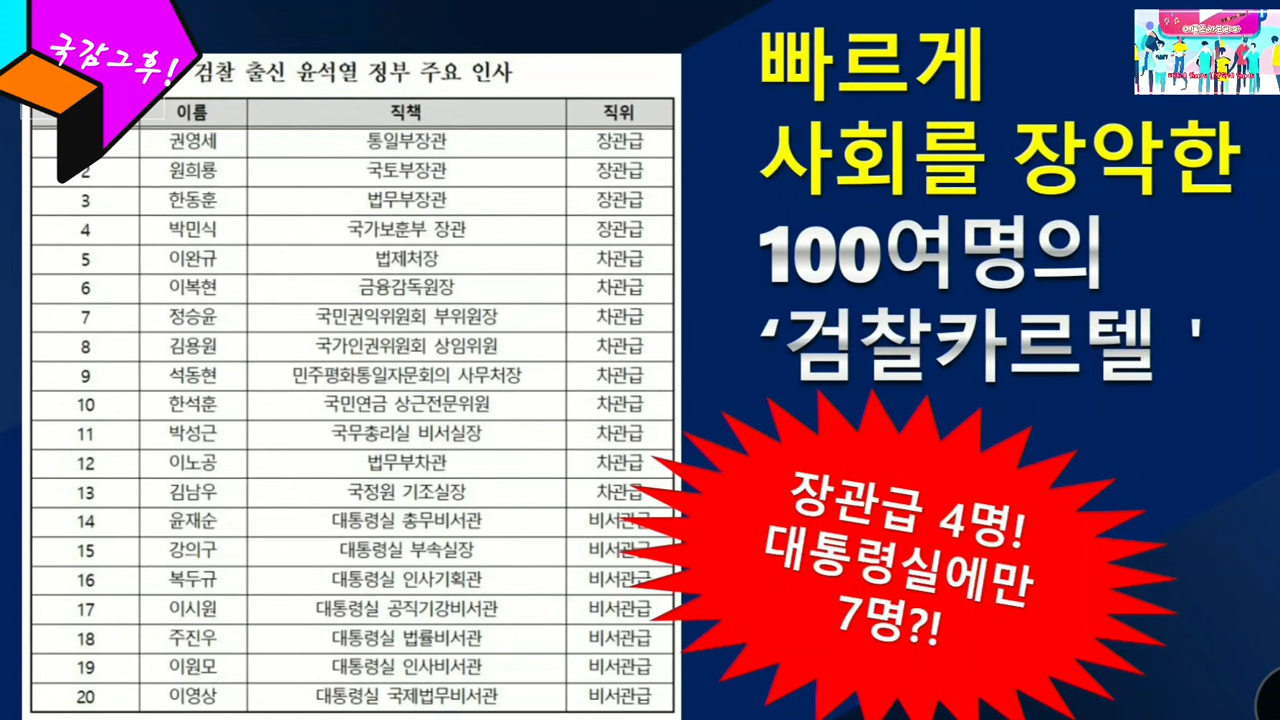 국감그후!
검찰 출신 윤석열 정부 주요 인사
이름 직책 직위
권영세 통일부장관 장관급
2 원희룡 국토부장관 장관급
3 한동훈 법무부장관 장관급
4 박민식 국가보훈부 장관 장관급
5 이완규 법제처장 차관급
6 이복현 금융감독원장 차관급
7 정승윤 국민권익위원회 부위원장 차관급
8 김용원 국가인권위원회 상임위원 차관급
9 석동현 민주평화통일자문회의 사무처장 차관급
10 한석훈 국민연금 상근전문위원 차관급
11 박성근 국무총리실 비서실장 차관급
12 이노공 법무부차관 차관급
13 김남우 국정원 기조실장 차관급
14 윤재순 대통령실 총무비서관 비서관급
15 강의구 대통령실 부속실장 비서관급
16 복두규 대통령실 인사기획관 비서관급
17 이시원 대통령실 공직기강비서관 비서관급
18 주진우 대통령실 법률비서관 비서관급
19 이원모 대통령실 인사비서관 비서관급
20 이영상 대통령실 국제법무비서관 비서관급
빠르게
사회를 장악한
100여명의
‘검찰카르텔 '
장관급 4명!
대통령실에만
7명?!